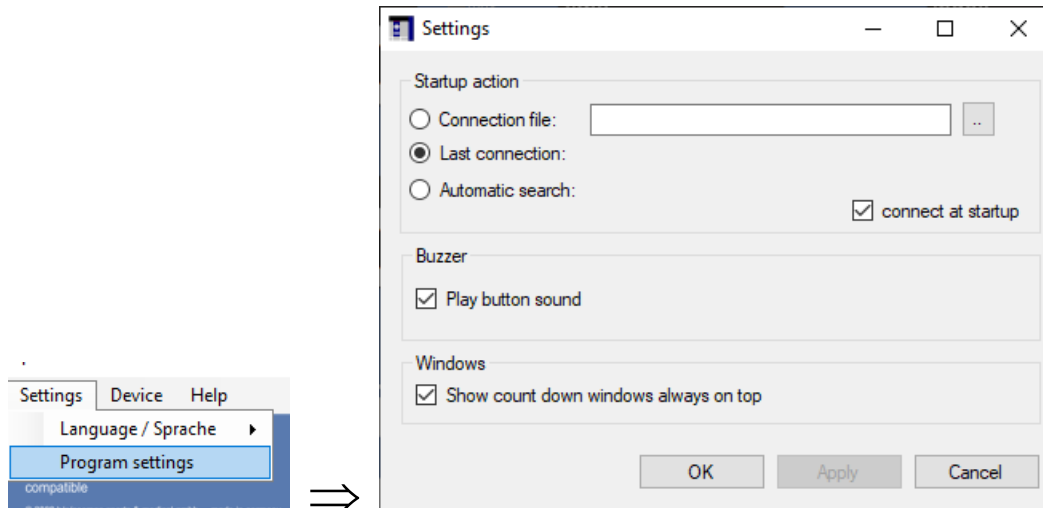 Settings
Startup action
Connection file:
..
Last connection:
Automatic search:
connect at startup
Buzzer
Play button sound
Windows
Show count down windows always on top
OK Apply Cancel
.
Settings Device Help
Language / Sprache
Program settings
compatible